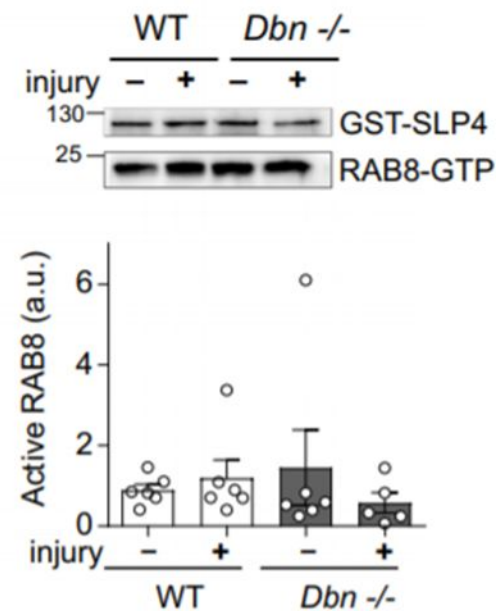 WT Dbn -/-
injury – + – +
130 GST-SLP4
25 RAB8-GTP
Active RAB8 (a.u.)
6
4
2
0
injury – + – +
WT Dbn -/-